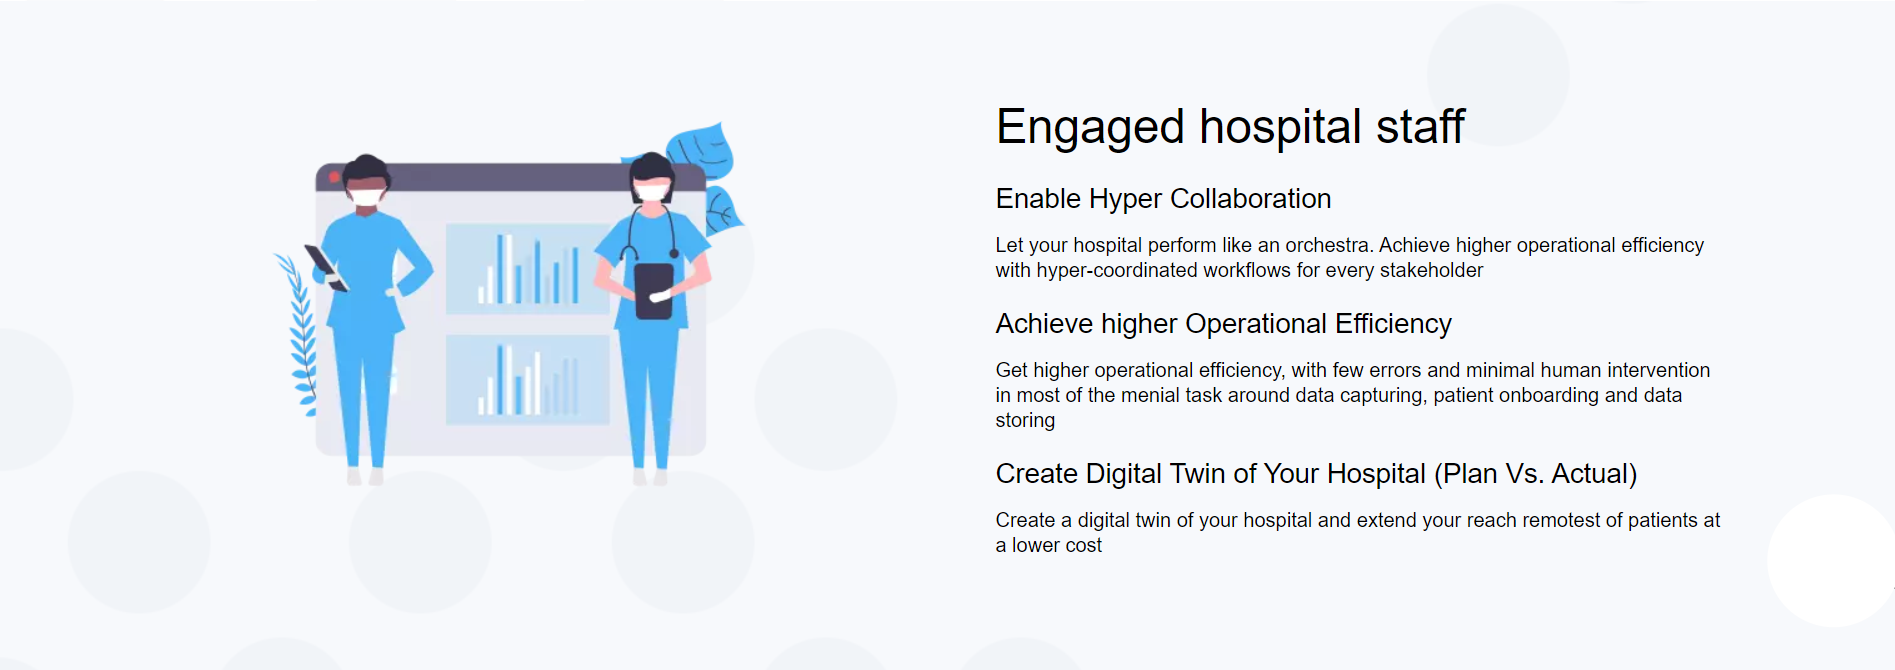 Engaged hospital staff
Enable Hyper Collaboration
Let your hospital perform like an orchestra. Achieve higher operational efficiency
with hyper-coordinated workflows for every stakeholder
Achieve higher Operational Efficiency
Get higher operational efficiency, with few errors and minimal human intervention
in most of the menial task around data capturing, patient onboarding and data
storing
Create Digital Twin of Your Hospital (Plan Vs. Actual)
Create a digital twin of your hospital and extend your reach remotest of patients at
a lower cost